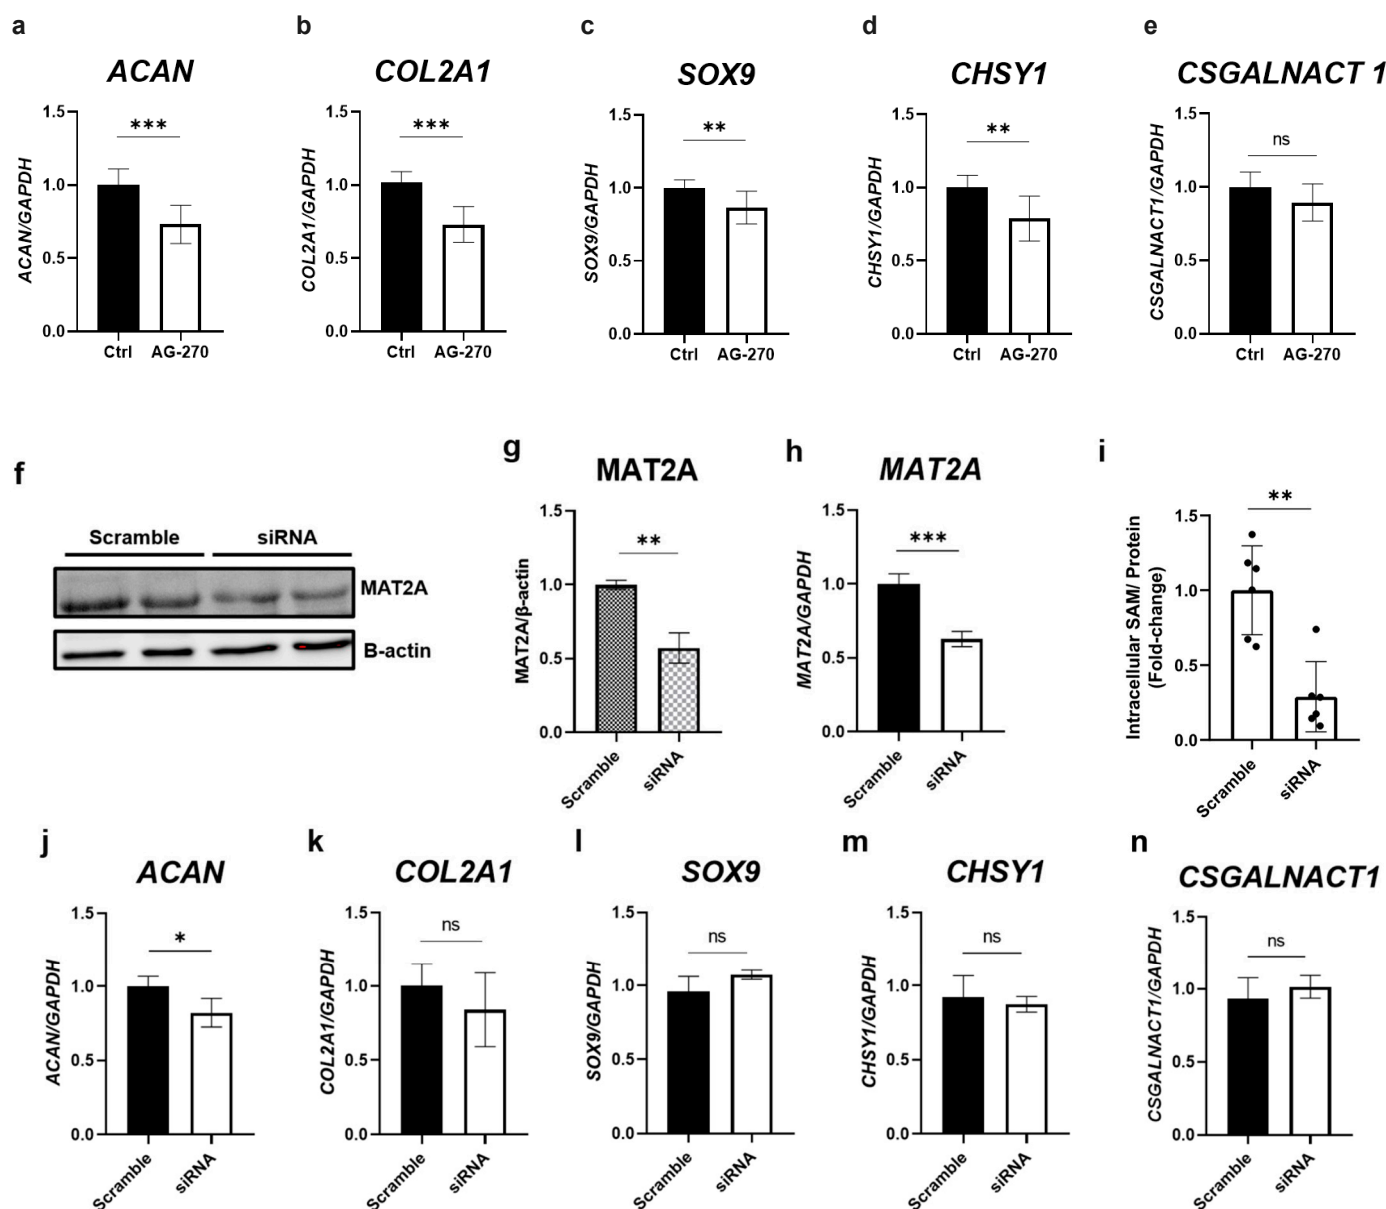 a
b
c
d
e
ACAN
COL2A1
SOX9
CHSY1
CSGALNACT 1
ACAN/GAPDH
1.5
1.0
0.5
0.0
***
Ctrl
AG-270
COL2A1/GAPDH
1.5
1.0
0.5
0.0
***
Ctrl
AG-270
SOX9/GAPDH
1.5
1.0
0.5
0.0
**
Ctrl
AG-270
CHSY1/GAPDH
1.5
1.0
0.5
0.0
**
Ctrl
AG-270
CSGALNACT1/GAPDH
1.5
1.0
0.5
0.0
ns
Ctrl
AG-270
f
Scramble
siRNA
MAT2A
B-actin
g
MAT2A
MAT2A/β-actin
1.5
1.0
0.5
0.0
**
Scramble
siRNA
h
MAT2A
MAT2A/GAPDH
1.5
1.0
0.5
0.0
***
Scramble
siRNA
i
Intracellular SAM/ Protein
(Fold-change)
1.5
1.0
0.5
0.0
**
Scramble
siRNA
j
ACAN
ACAN/GAPDH
1.5
1.0
0.5
0.0
*
Scramble
siRNA
k
COL2A1
COL2A1/GAPDH
1.5
1.0
0.5
0.0
ns
Scramble
siRNA
l
SOX9
SOX9/GAPDH
1.5
1.0
0.5
0.0
ns
Scramble
siRNA
m
CHSY1
CHSY1/GAPDH
1.5
1.0
0.5
0.0
ns
Scramble
siRNA
n
CSGALNACT1
CSGALNACT1/GAPDH
1.5
1.0
0.5
0.0
ns
Scramble
siRNA